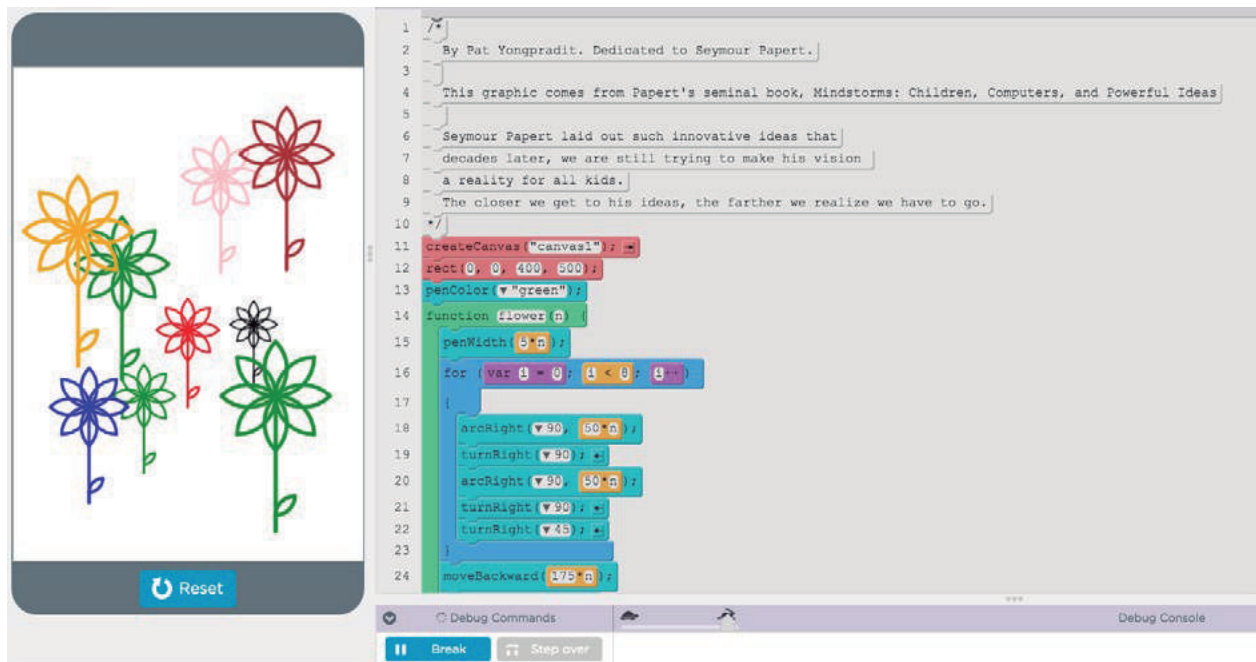 1 /*
2 By Pat Yongpradit. Dedicated to Seymour Papert.
3
4 This graphic comes from Papert's seminal book, Mindstorms: Children, Computers, and Powerful Ideas
5
6 Seymour Papert laid out such innovative ideas that
7 decades later, we are still trying to make his vision
8 a reality for all kids.
9 The closer we get to his ideas, the farther we realize we have to go.
10 */
11 createCanvas("canvas1");
12 rect(0, 0, 400, 500);
13 penColor(▼"green");
14 function flower(n) {
15 penWidth(5*n);
16 for (var i = 0; i < 8; i++)
17 {
18 arcRight(▼90, 50*n);
19 turnRight(▼90);
20 arcRight(▼90, 50*n);
21 turnRight(▼90);
22 turnRight(▼45);
23 }
24 moveBackward(175*n);
Reset
Debug Commands
Debug Console
Break
Step over